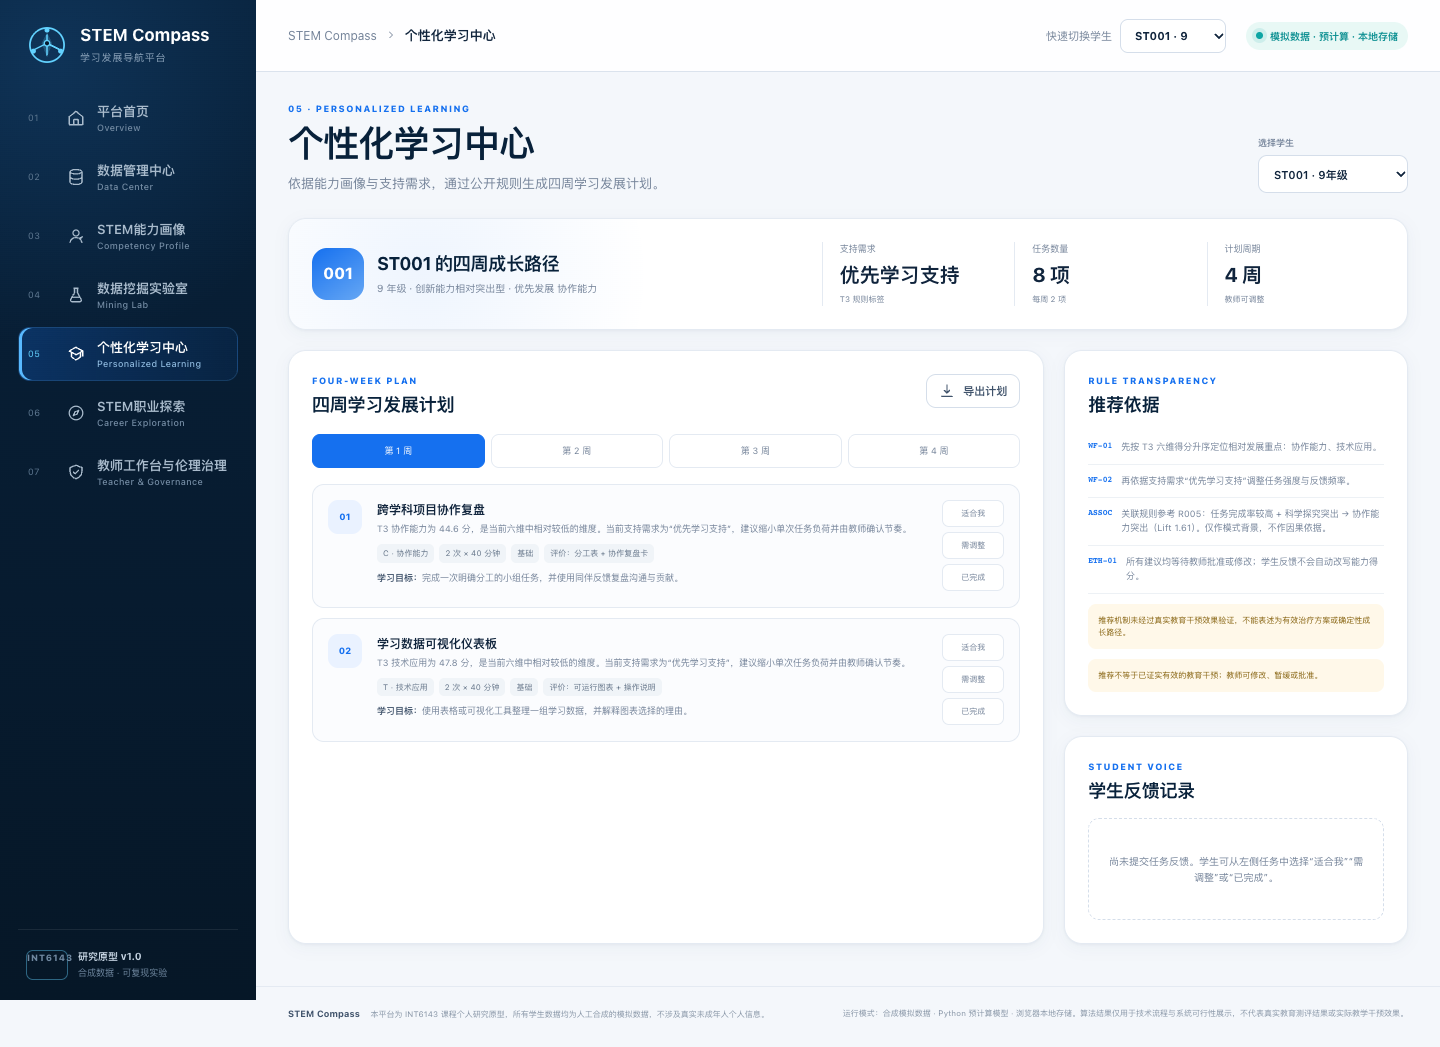 STEM Compass
学习发展导航平台
01 平台首页
Overview
02 数据管理中心
Data Center
03 STEM能力画像
Competency Profile
04 数据挖掘实验室
Mining Lab
05 个性化学习中心
Personalized Learning
06 STEM职业探索
Career Exploration
07 教师工作台与伦理治理
Teacher & Governance
INT6143 研究原型 v1.0
合成数据 · 可复现实验
STEM Compass > 个性化学习中心
快速切换学生 ST001 · 9
模拟数据 · 预计算 · 本地存储
05 · PERSONALIZED LEARNING
个性化学习中心
依据能力画像与支持需求，通过公开规则生成四周学习发展计划。
选择学生
ST001 · 9年级
001
ST001 的四周成长路径
9 年级 · 创新能力相对突出型 · 优先发展 协作能力
支持需求
优先学习支持
T3 规则标签
任务数量
8 项
每周 2 项
计划周期
4 周
教师可调整
FOUR-WEEK PLAN
四周学习发展计划
导出计划
第 1 周
第 2 周
第 3 周
第 4 周
01
跨学科项目协作复盘
T3 协作能力为 44.6 分，是当前六维中相对较低的维度。当前支持需求为“优先学习支持”，建议缩小单次任务负荷并由教师确认节奏。
C · 协作能力
2 次 × 40 分钟
基础
评价：分工表 + 协作复盘卡
学习目标：完成一次明确分工的小组任务，并使用同伴反馈复盘沟通与贡献。
适合我
需调整
已完成
02
学习数据可视化仪表板
T3 技术应用为 47.8 分，是当前六维中相对较低的维度。当前支持需求为“优先学习支持”，建议缩小单次任务负荷并由教师确认节奏。
T · 技术应用
2 次 × 40 分钟
基础
评价：可运行图表 + 操作说明
学习目标：使用表格或可视化工具整理一组学习数据，并解释图表选择的理由。
适合我
需调整
已完成
RULE TRANSPARENCY
推荐依据
WF-01 先按 T3 六维得分升序定位相对发展重点：协作能力、技术应用。
WF-02 再依据支持需求“优先学习支持”调整任务强度与反馈频率。
ASSOC 关联规则参考 R005：任务完成率较高 + 科学探究突出 → 协作能
力突出（Lift 1.61）。仅作模式背景，不作因果依据。
ETH-01 所有建议均等待教师批准或修改；学生反馈不会自动改写能力得
分。
推荐机制未经过真实教育干预效果验证，不能表述为有效治疗方案或确定性成
长路径。
推荐不等于已证实有效的教育干预；教师可修改、暂缓或批准。
STUDENT VOICE
学生反馈记录
尚未提交任务反馈。学生可从左侧任务中选择“适合我”“需
调整”或“已完成”。
STEM Compass 本平台为 INT6143 课程个人研究原型，所有学生数据均为人工合成的模拟数据，不涉及真实未成年人个人信息。
运行模式：合成模拟数据 · Python 预计算模型 · 浏览器本地存储。算法结果仅用于技术流程与系统可行性展示，不代表真实教育测评结果或实际教学干预效果。